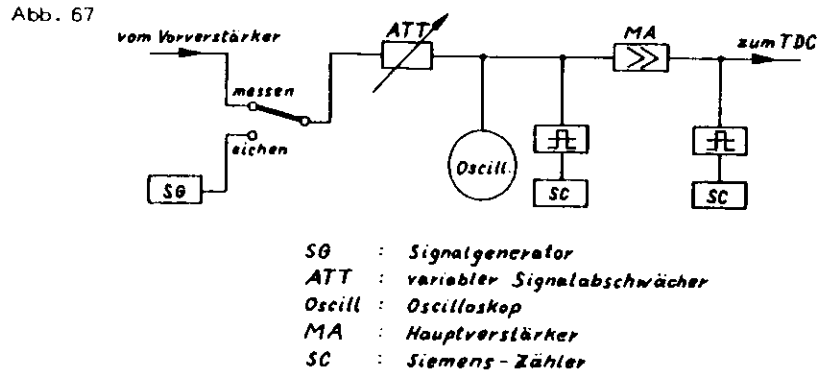 Abb. 67
vom Vorverstärker
ATT
MA
zum TDC
messen
eichen
Oscill.
SG
SC
SC
SG : Signalgenerator
ATT : variabler Signalabschwächer
Oscill : Oscilloskop
MA : Hauptverstärker
SC : Siemens-Zähler